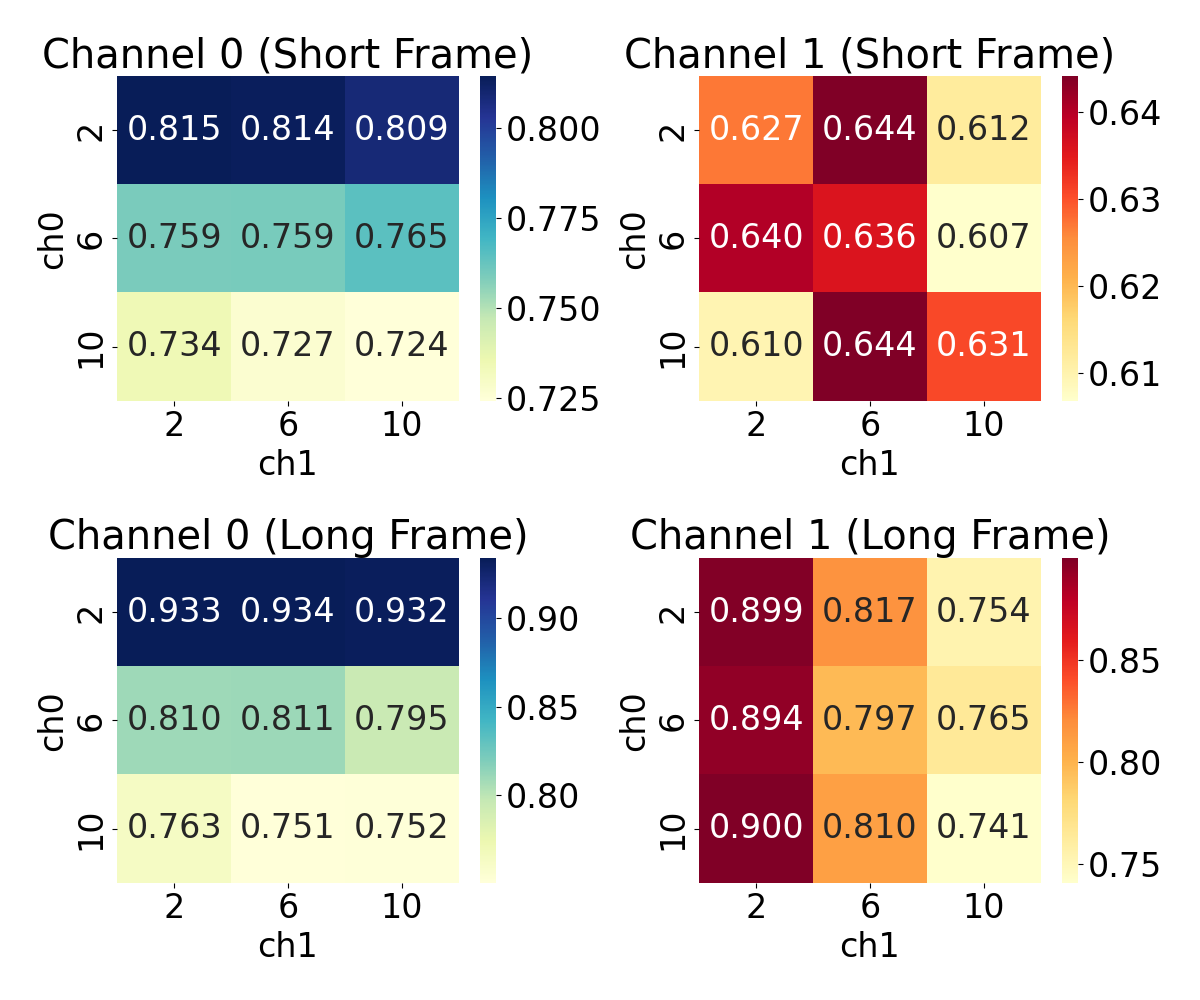 Channel 0 (Short Frame)
2 0.815 0.814 0.809
6 0.759 0.759 0.765
10 0.734 0.727 0.724
ch0
2 6 10
ch1
0.800
0.775
0.750
0.725
Channel 1 (Short Frame)
2 0.627 0.644 0.612
6 0.640 0.636 0.607
10 0.610 0.644 0.631
ch0
2 6 10
ch1
0.64
0.63
0.62
0.61
Channel 0 (Long Frame)
2 0.933 0.934 0.932
6 0.810 0.811 0.795
10 0.763 0.751 0.752
ch0
2 6 10
ch1
0.90
0.85
0.80
Channel 1 (Long Frame)
2 0.899 0.817 0.754
6 0.894 0.797 0.765
10 0.900 0.810 0.741
ch0
2 6 10
ch1
0.85
0.80
0.75